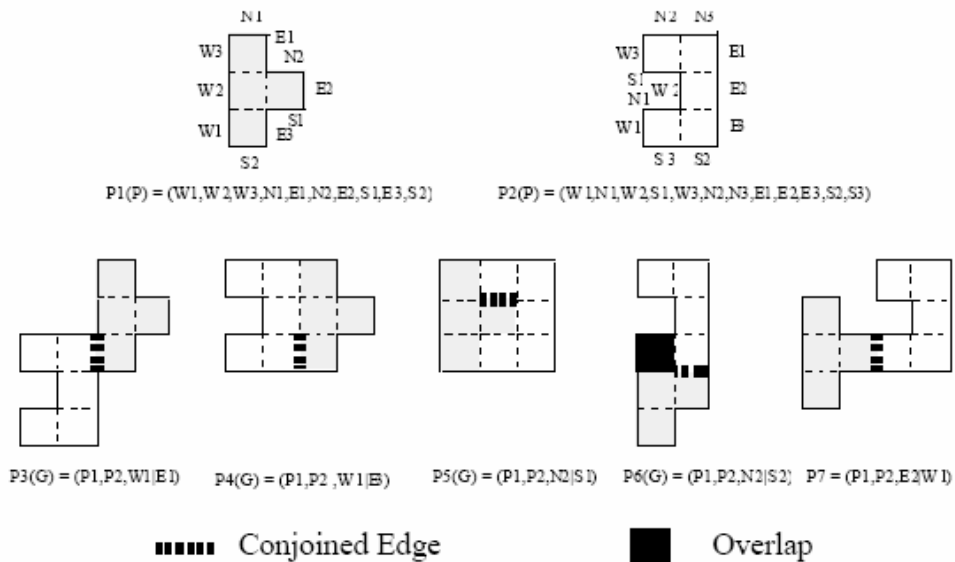 N1
E1
W3
N2
W2
E2
S1
W1
E3
S2
N2 N3
W3
E1
S1
W 2
E2
N1
W1
E3
S 3 S2
P1(P) = (W1,W2,W3,N1,E1,N2,E2,S1,E3,S2)
P2(P) = (W1,N1,W2,S1,W3,N2,N3,E1,E2,E3,S2,S3)
P3(G) = (P1,P2,W1|E1)
P4(G) = (P1,P2 ,W1|E3)
P5(G) = (P1,P2,N2|S1)
P6(G) = (P1,P2,N2|S2)
P7 = (P1,P2,E2|W1)
Conjoined Edge
Overlap